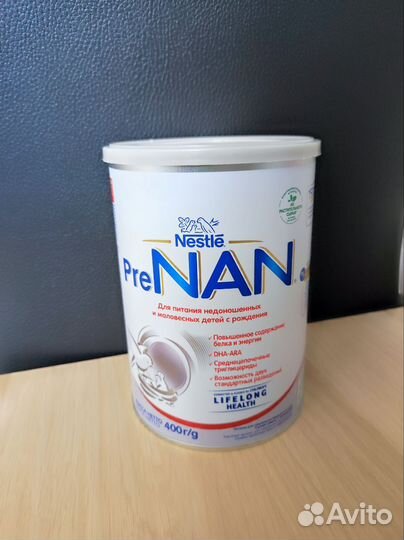 Nestlé
PreNAN
Для питания недоношенных
и маловесных детей с рождения
• Повышенное содержание
белка и энергии
• DHA-ARA
• Среднецепочечные
триглицериды
• Возможность двух
стандартных разведений
LIFELONG
HEALTH
400г/g
Avito